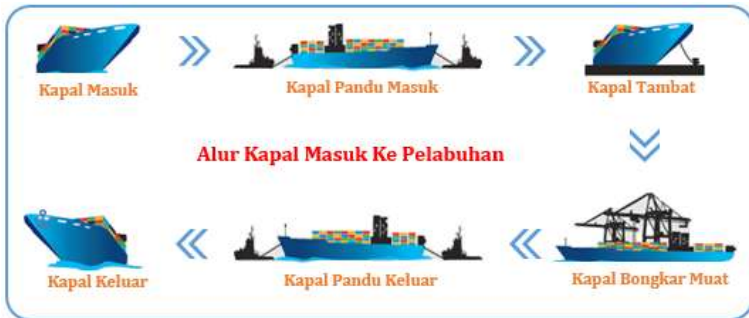 Kapal Masuk
Kapal Pandu Masuk
Kapal Tambat
Alur Kapal Masuk Ke Pelabuhan
Kapal Keluar
Kapal Pandu Keluar
Kapal Bongkar Muat